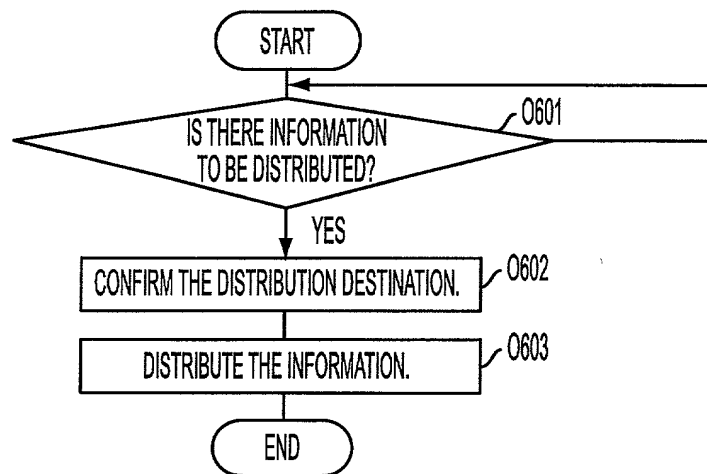 START
IS THERE INFORMATION
TO BE DISTRIBUTED?
O601
YES
CONFIRM THE DISTRIBUTION DESTINATION.
O602
DISTRIBUTE THE INFORMATION.
O603
END